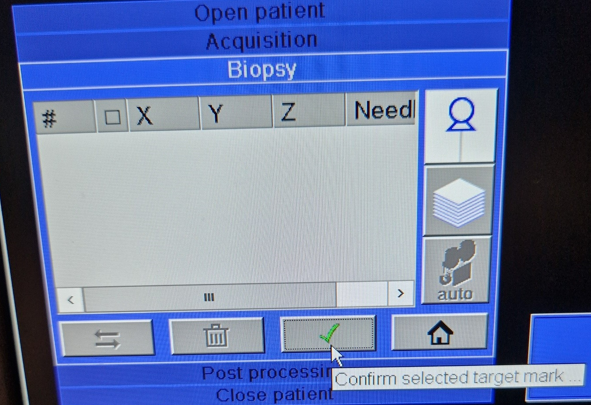 Open patient
Acquisition
Biopsy
# X Y Z Needl
auto
Post processin
Confirm selected target mark ...
Close patient